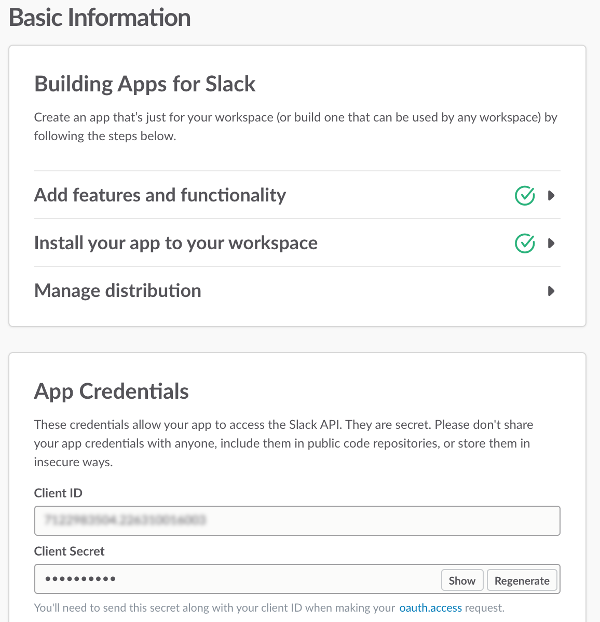 Basic Information
Building Apps for Slack
Create an app that's just for your workspace (or build one that can be used by any workspace) by
following the steps below.
Add features and functionality
Install your app to your workspace
Manage distribution
App Credentials
These credentials allow your app to access the Slack API. They are secret. Please don't share
your app credentials with anyone, include them in public code repositories, or store them in
insecure ways.
Client ID
Client Secret
•••••••••• Show Regenerate
You'll need to send this secret along with your client ID when making your oauth.access request.